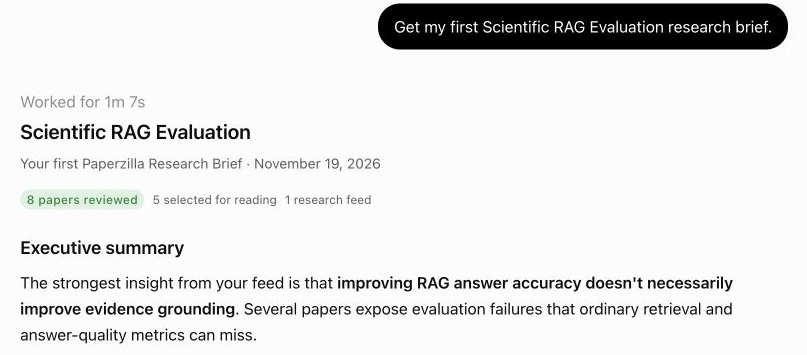 Get my first Scientific RAG Evaluation research brief.
Worked for 1m 7s
Scientific RAG Evaluation
Your first Paperzilla Research Brief · November 19, 2026
8 papers reviewed 5 selected for reading 1 research feed
Executive summary
The strongest insight from your feed is that improving RAG answer accuracy doesn't necessarily
improve evidence grounding. Several papers expose evaluation failures that ordinary retrieval and
answer-quality metrics can miss.